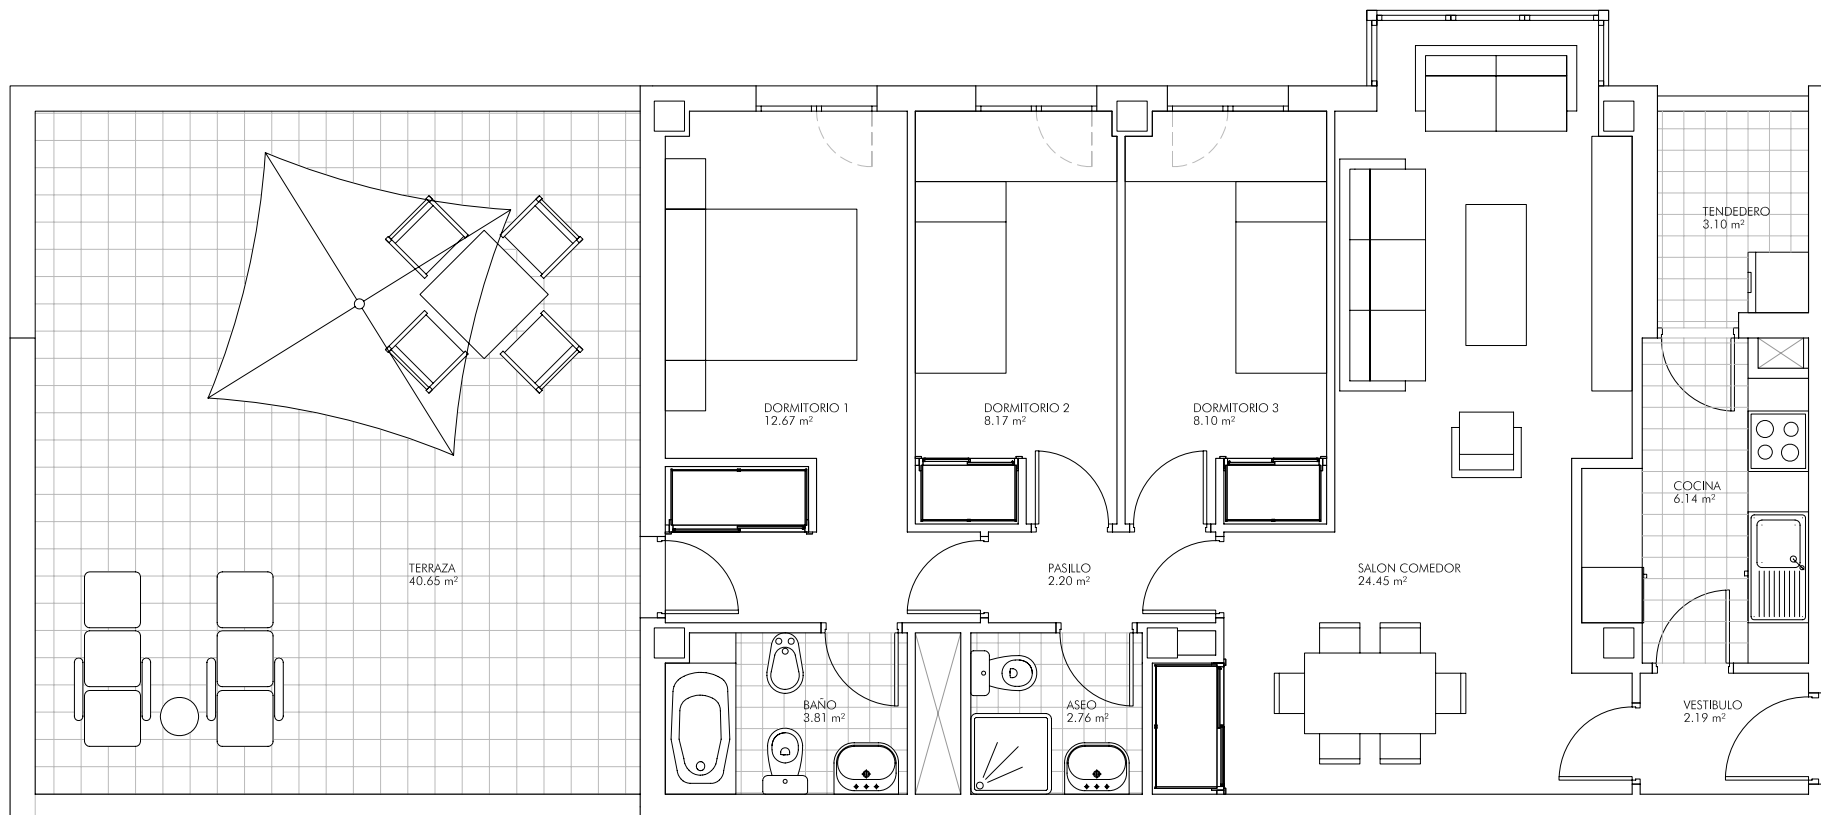 TENDEDERO
3.10 m²
DORMITORIO 1
12.67 m²
DORMITORIO 2
8.17 m²
DORMITORIO 3
8.10 m²
COCINA
6.14 m²
TERRAZA
40.65 m²
PASILLO
2.20 m²
SALON COMEDOR
24.45 m²
BAÑO
3.81 m²
ASEO
2.76 m²
VESTIBULO
2.19 m²